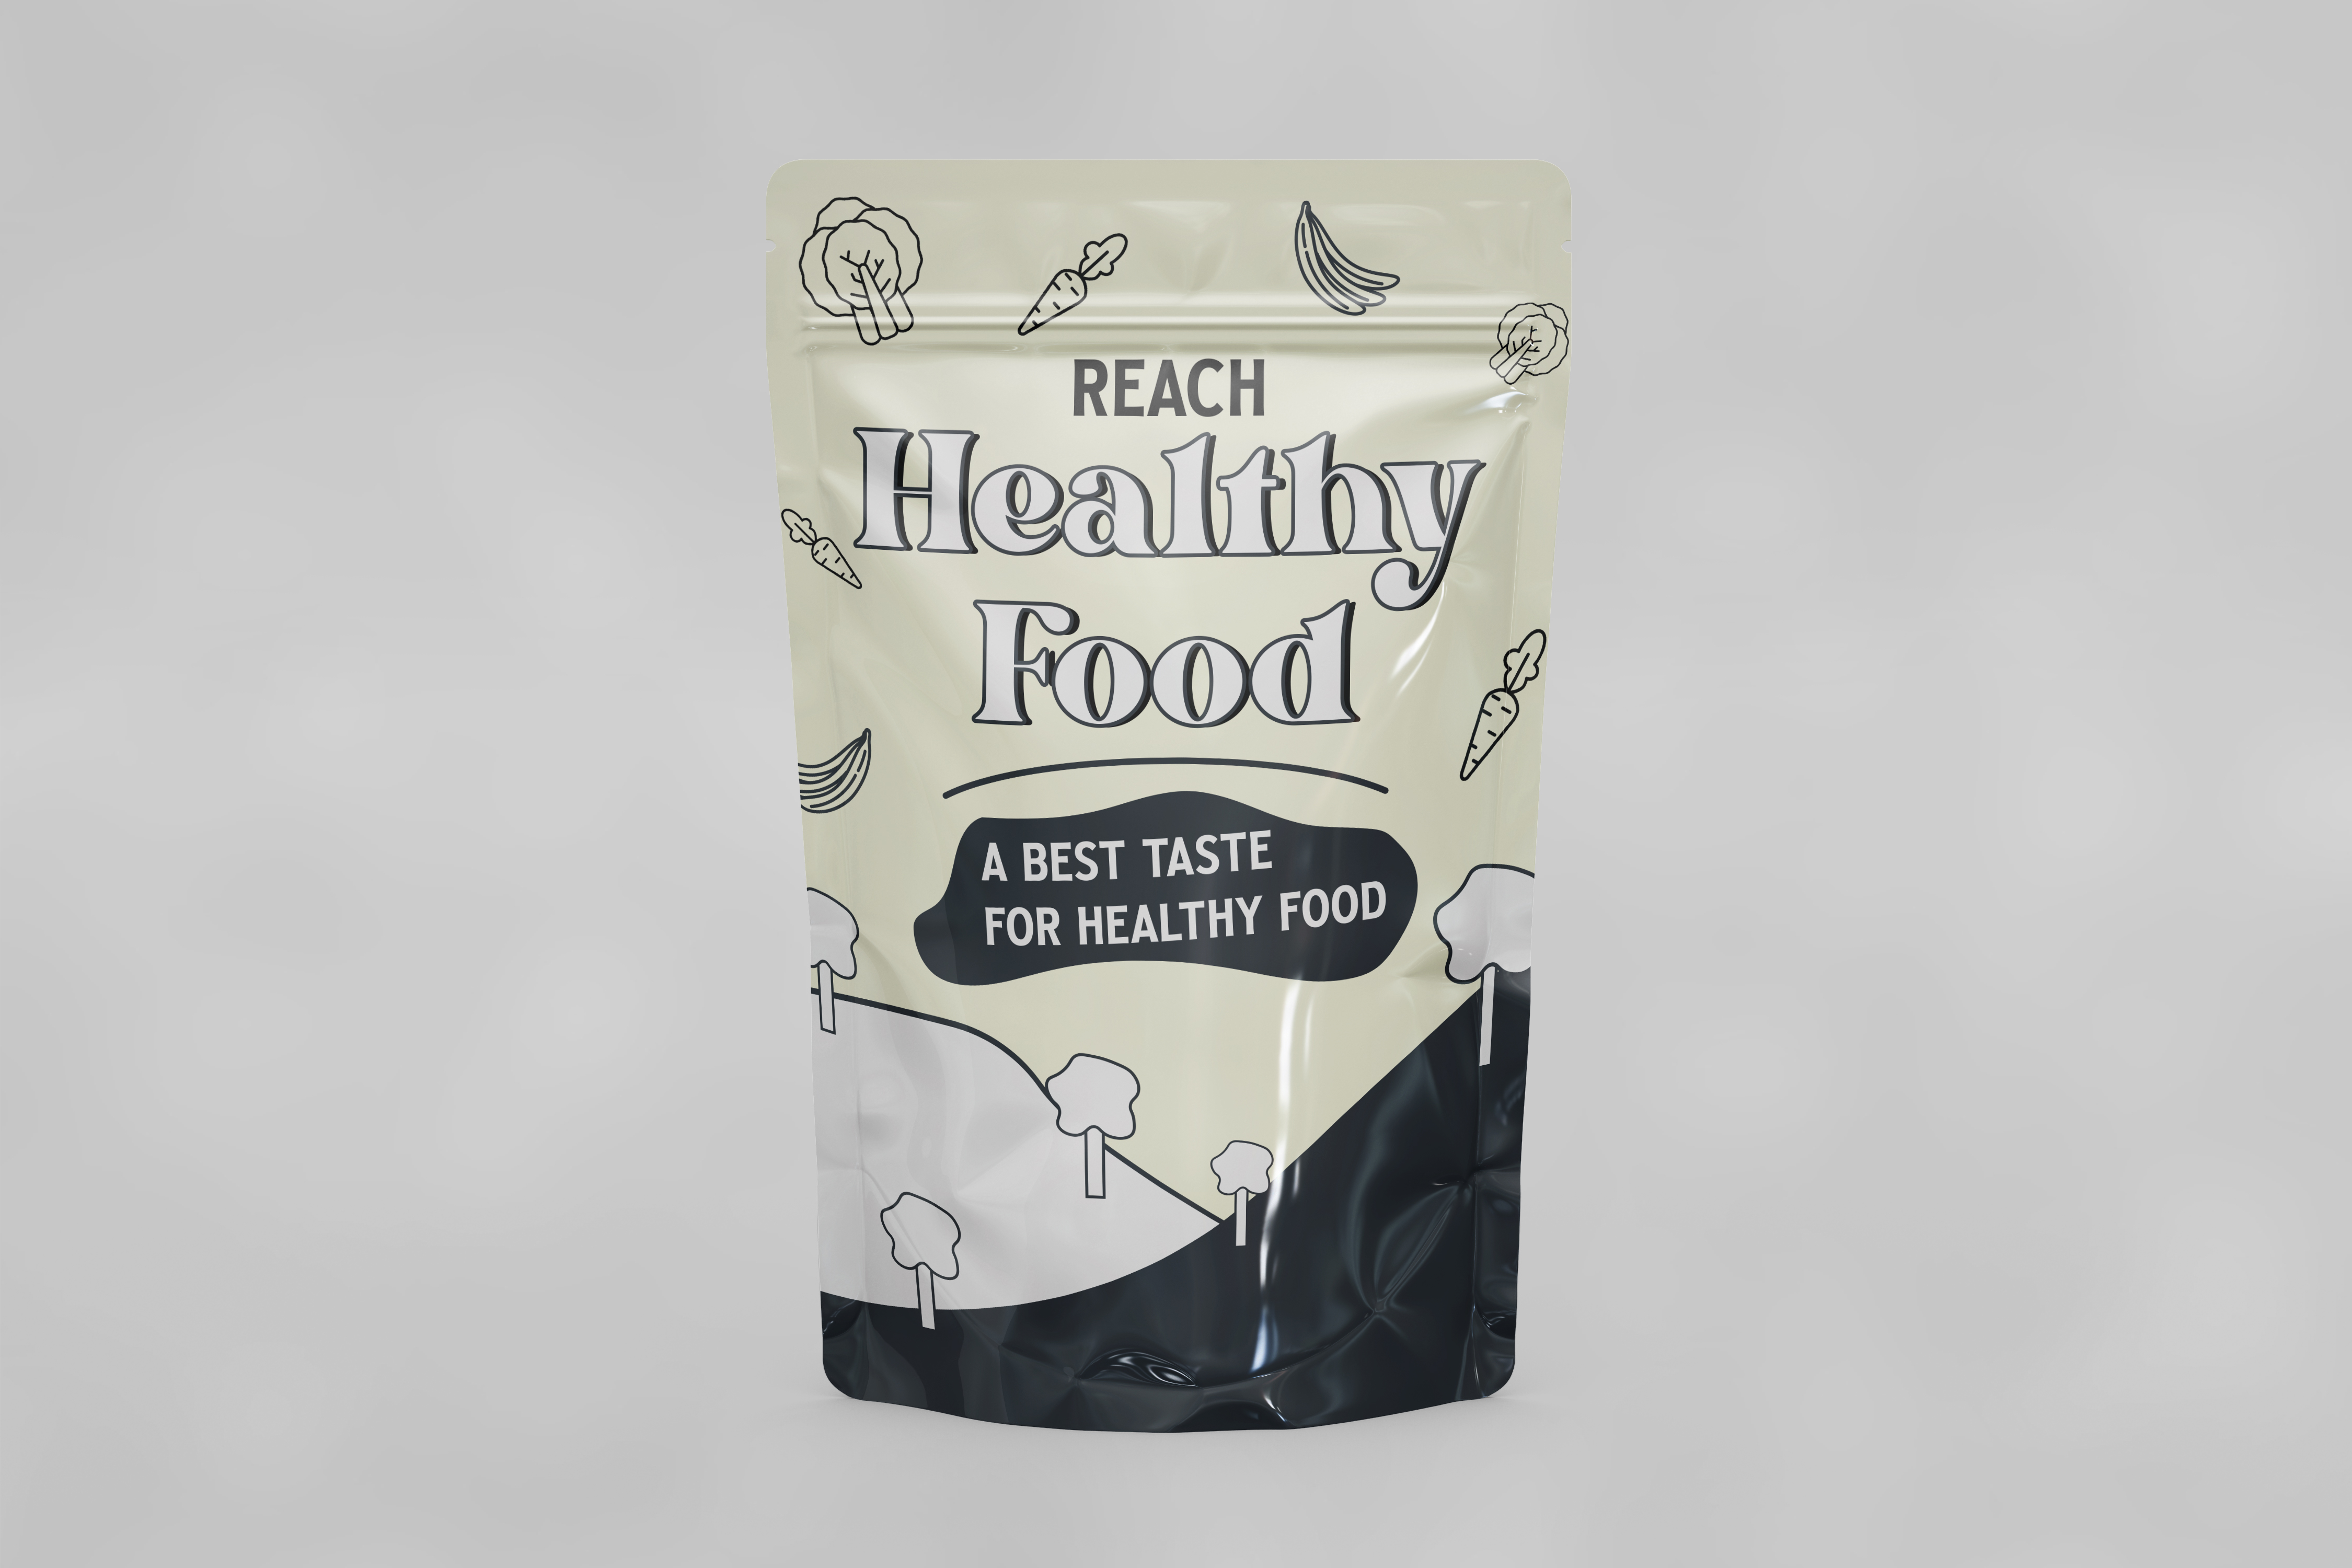 REACH
Healthy
Food
A BEST TASTE
FOR HEALTHY FOOD